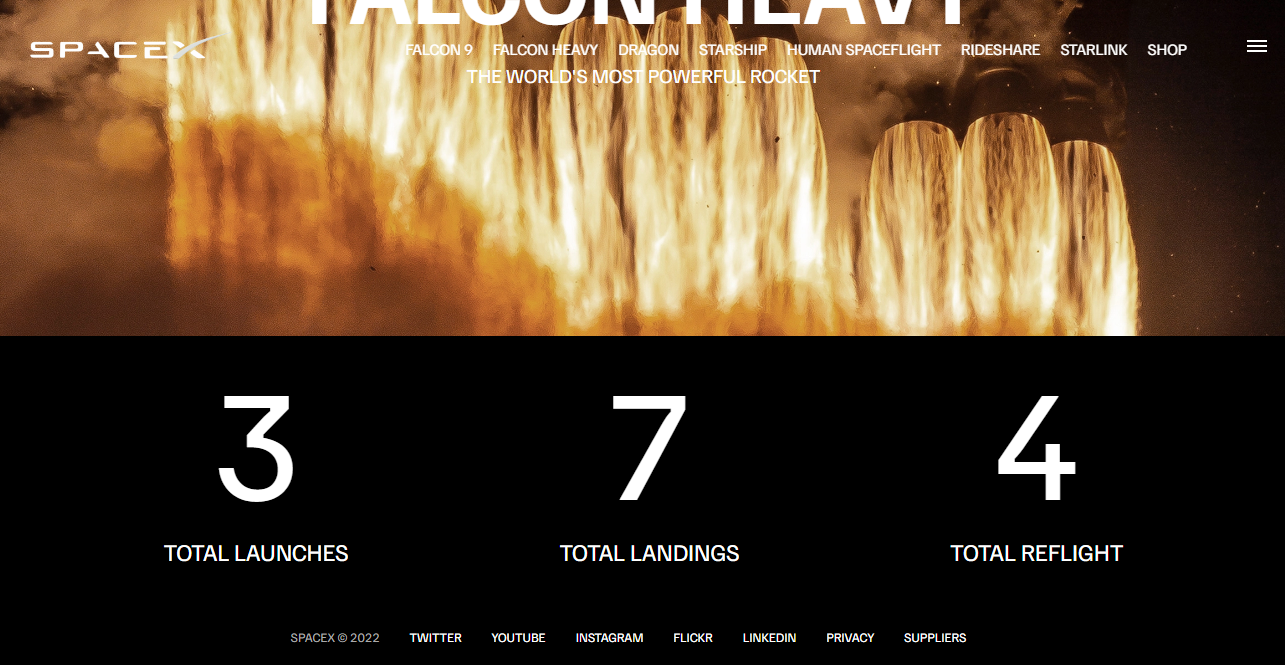 FALCON HEAVY
SPACEX
FALCON 9 FALCON HEAVY DRAGON STARSHIP HUMAN SPACEFLIGHT RIDESHARE STARLINK SHOP
THE WORLD'S MOST POWERFUL ROCKET
3 7 4
TOTAL LAUNCHES TOTAL LANDINGS TOTAL REFLIGHT
SPACEX © 2022 TWITTER YOUTUBE INSTAGRAM FLICKR LINKEDIN PRIVACY SUPPLIERS